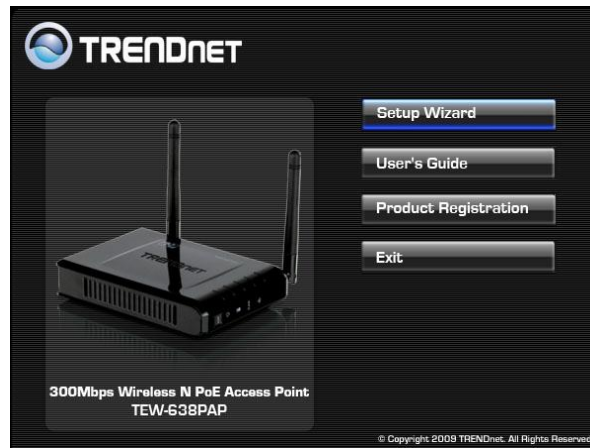 TRENDNET
Setup Wizard
User's Guide
Product Registration
Exit
TRENDNET
300Mbps Wireless N PoE Access Point
TEW-638PAP
© Copyright 2009 TRENDnet. All Rights Reserved